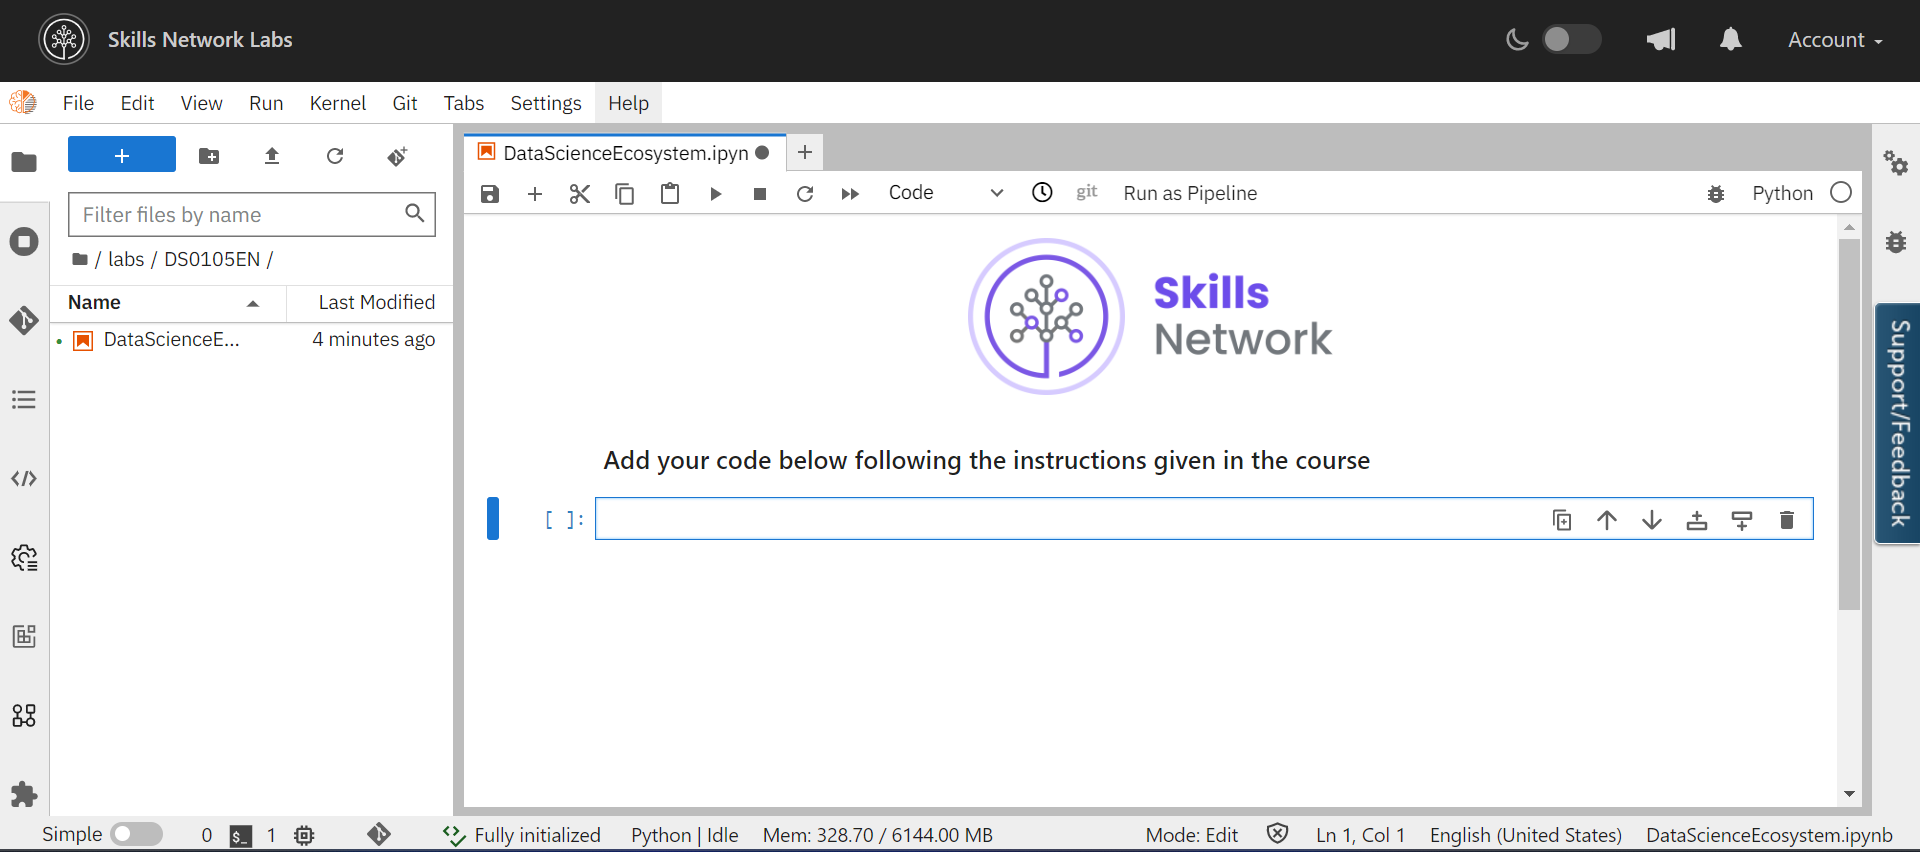 Skills Network Labs
Account
File Edit View Run Kernel Git Tabs Settings Help
+
Filter files by name
/ labs / DS0105EN /
Name Last Modified
DataScienceE... 4 minutes ago
DataScienceEcosystem.ipyn
Code git Run as Pipeline Python
Skills
Network
Add your code below following the instructions given in the course
[ ]:
Support/Feedback
Simple 0 $_ 1 Fully initialized Python | Idle Mem: 328.70 / 6144.00 MB Mode: Edit Ln 1, Col 1 English (United States) DataScienceEcosystem.ipynb